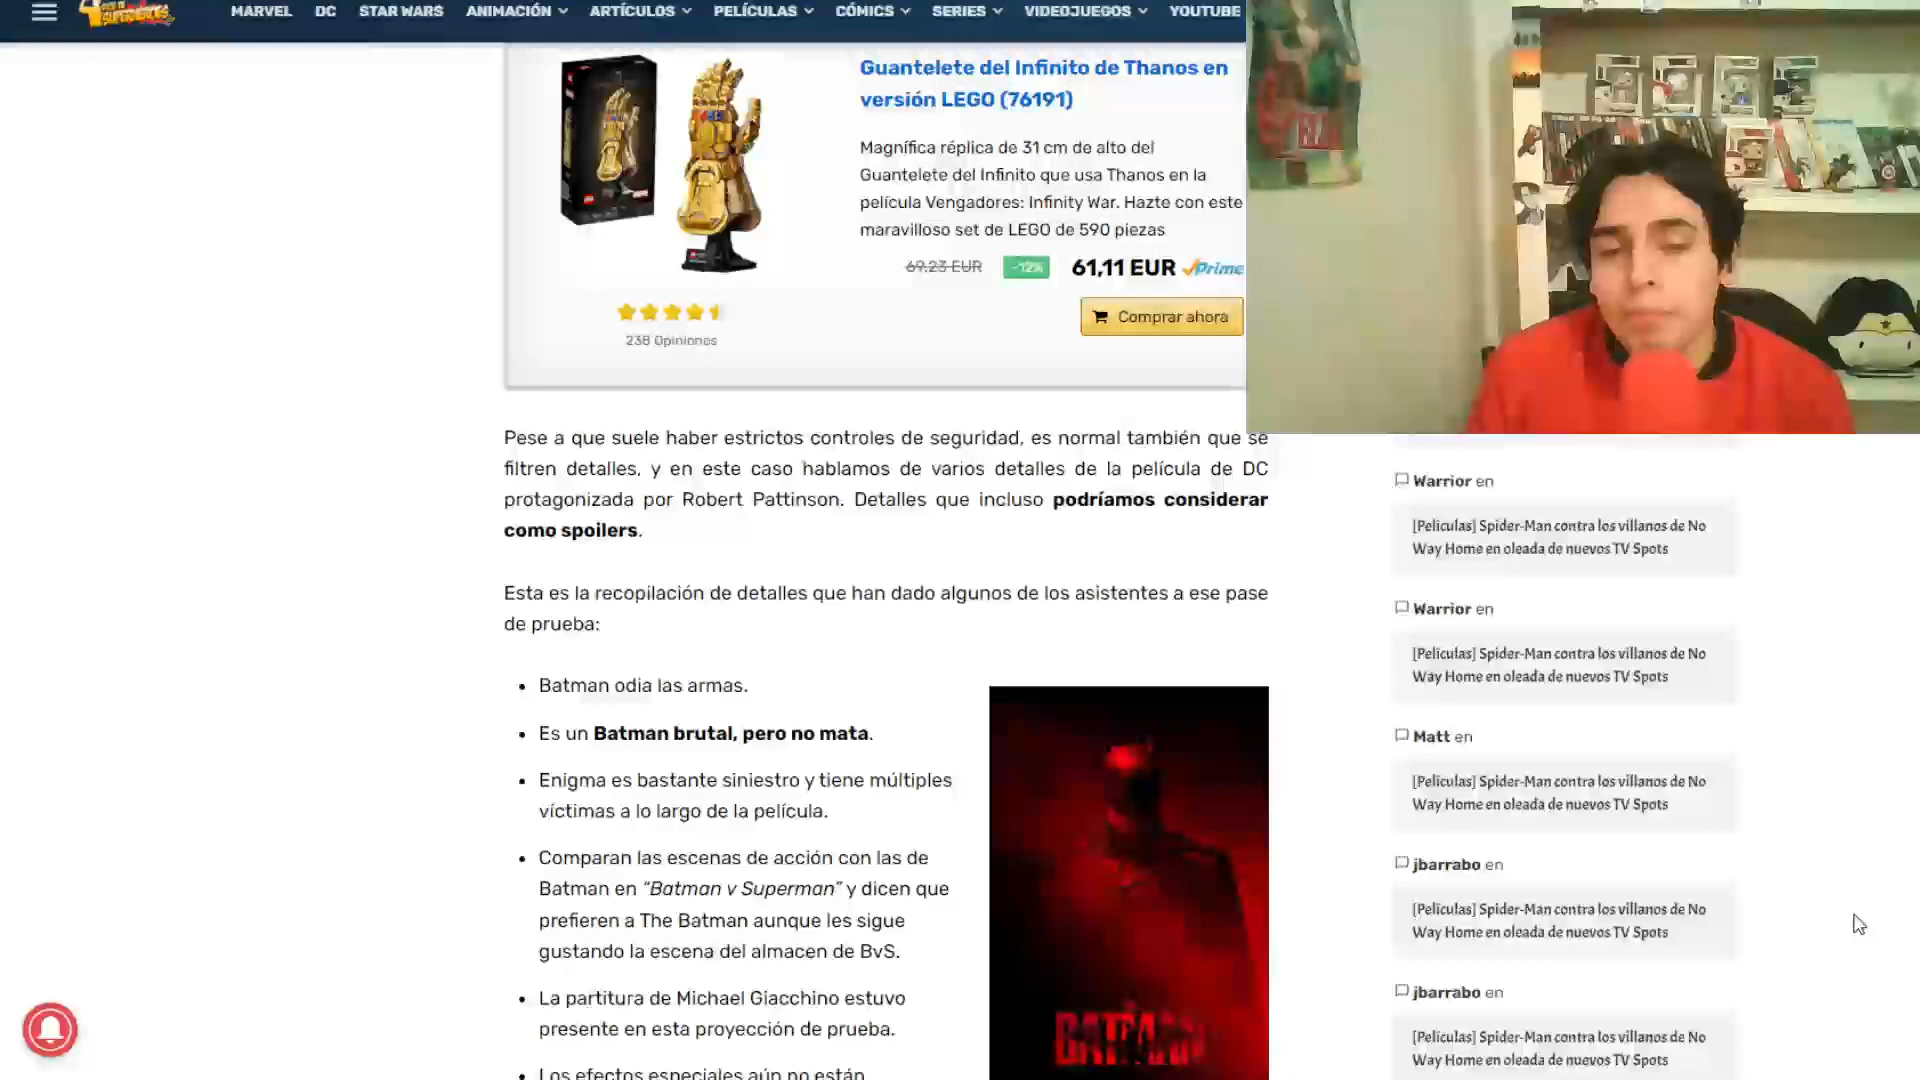 MARVEL DC STAR WARS ANIMACIÓN ARTÍCULOS PELÍCULAS CÓMICS SERIES VIDEOJUEGOS YOUTUBE
Guantelete del Infinito de Thanos en
versión LEGO (76191)
Magnífica réplica de 31 cm de alto del
Guantelete del Infinito que usa Thanos en la
película Vengadores: Infinity War. Hazte con este
maravilloso set de LEGO de 590 piezas
69,23 EUR -12% 61,11 EUR Prime
Comprar ahora
238 Opiniones
Pese a que suele haber estrictos controles de seguridad, es normal también que se
filtren detalles, y en este caso hablamos de varios detalles de la película de DC
protagonizada por Robert Pattinson. Detalles que incluso podríamos considerar
como spoilers.
Esta es la recopilación de detalles que han dado algunos de los asistentes a ese pase
de prueba:
• Batman odia las armas.
• Es un Batman brutal, pero no mata.
• Enigma es bastante siniestro y tiene múltiples
víctimas a lo largo de la película.
• Comparan las escenas de acción con las de
Batman en “Batman v Superman” y dicen que
prefieren a The Batman aunque les sigue
gustando la escena del almacen de BvS.
• La partitura de Michael Giacchino estuvo
presente en esta proyección de prueba.
• Los efectos especiales aún no están
BATMAN
Warrior en
[Películas] Spider-Man contra los villanos de No
Way Home en oleada de nuevos TV Spots
Warrior en
[Películas] Spider-Man contra los villanos de No
Way Home en oleada de nuevos TV Spots
Matt en
[Películas] Spider-Man contra los villanos de No
Way Home en oleada de nuevos TV Spots
jbarrabo en
[Películas] Spider-Man contra los villanos de No
Way Home en oleada de nuevos TV Spots
jbarrabo en
[Películas] Spider-Man contra los villanos de No
Way Home en oleada de nuevos TV Spots